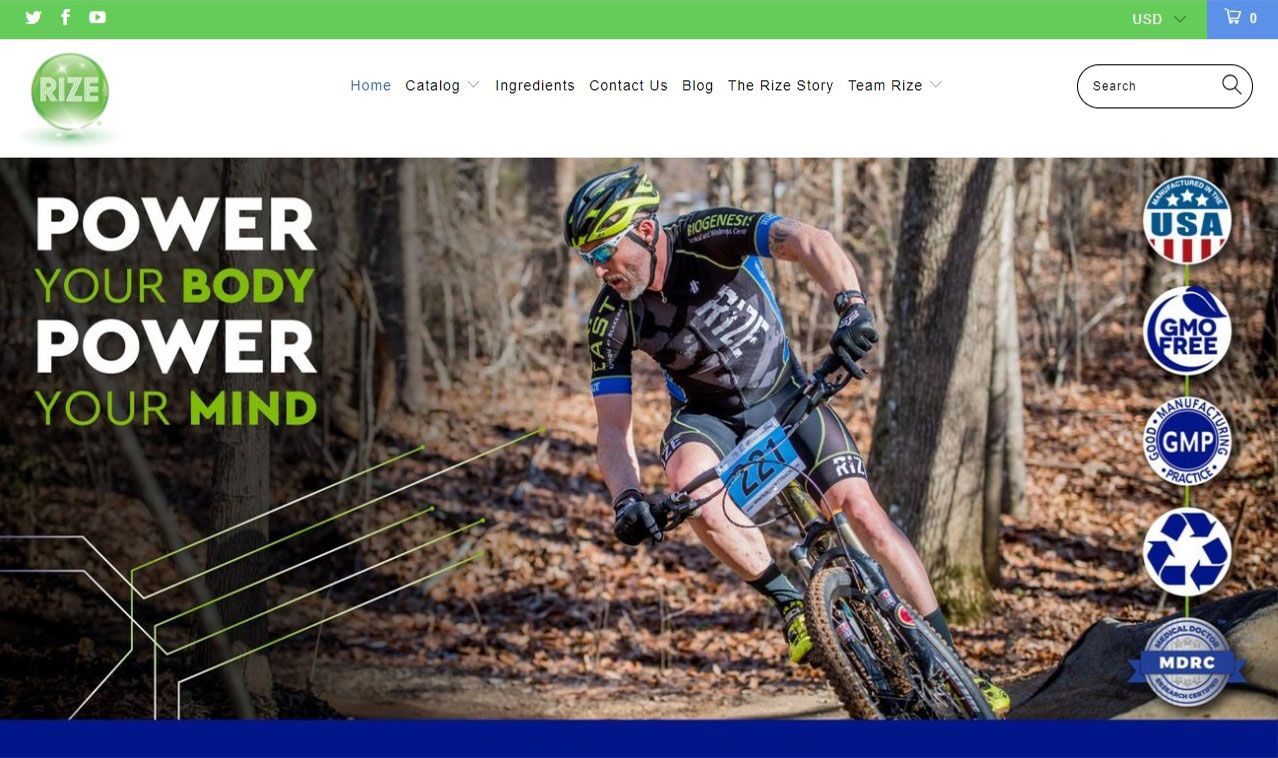 USD
0
RIZE
Home
Catalog
Ingredients
Contact Us
Blog
The Rize Story
Team Rize
Search
POWER
YOUR BODY
POWER
YOUR MIND
BIOGENESIS
EAST
RIZE
221
RIZE
RIZ
MANUFACTURED IN THE
USA
GMO
FREE
GOOD • MANUFACTURING
GMP
• PRACTICE •
MEDICAL DOCTOR
MDRC
RESEARCH CERTIFIED